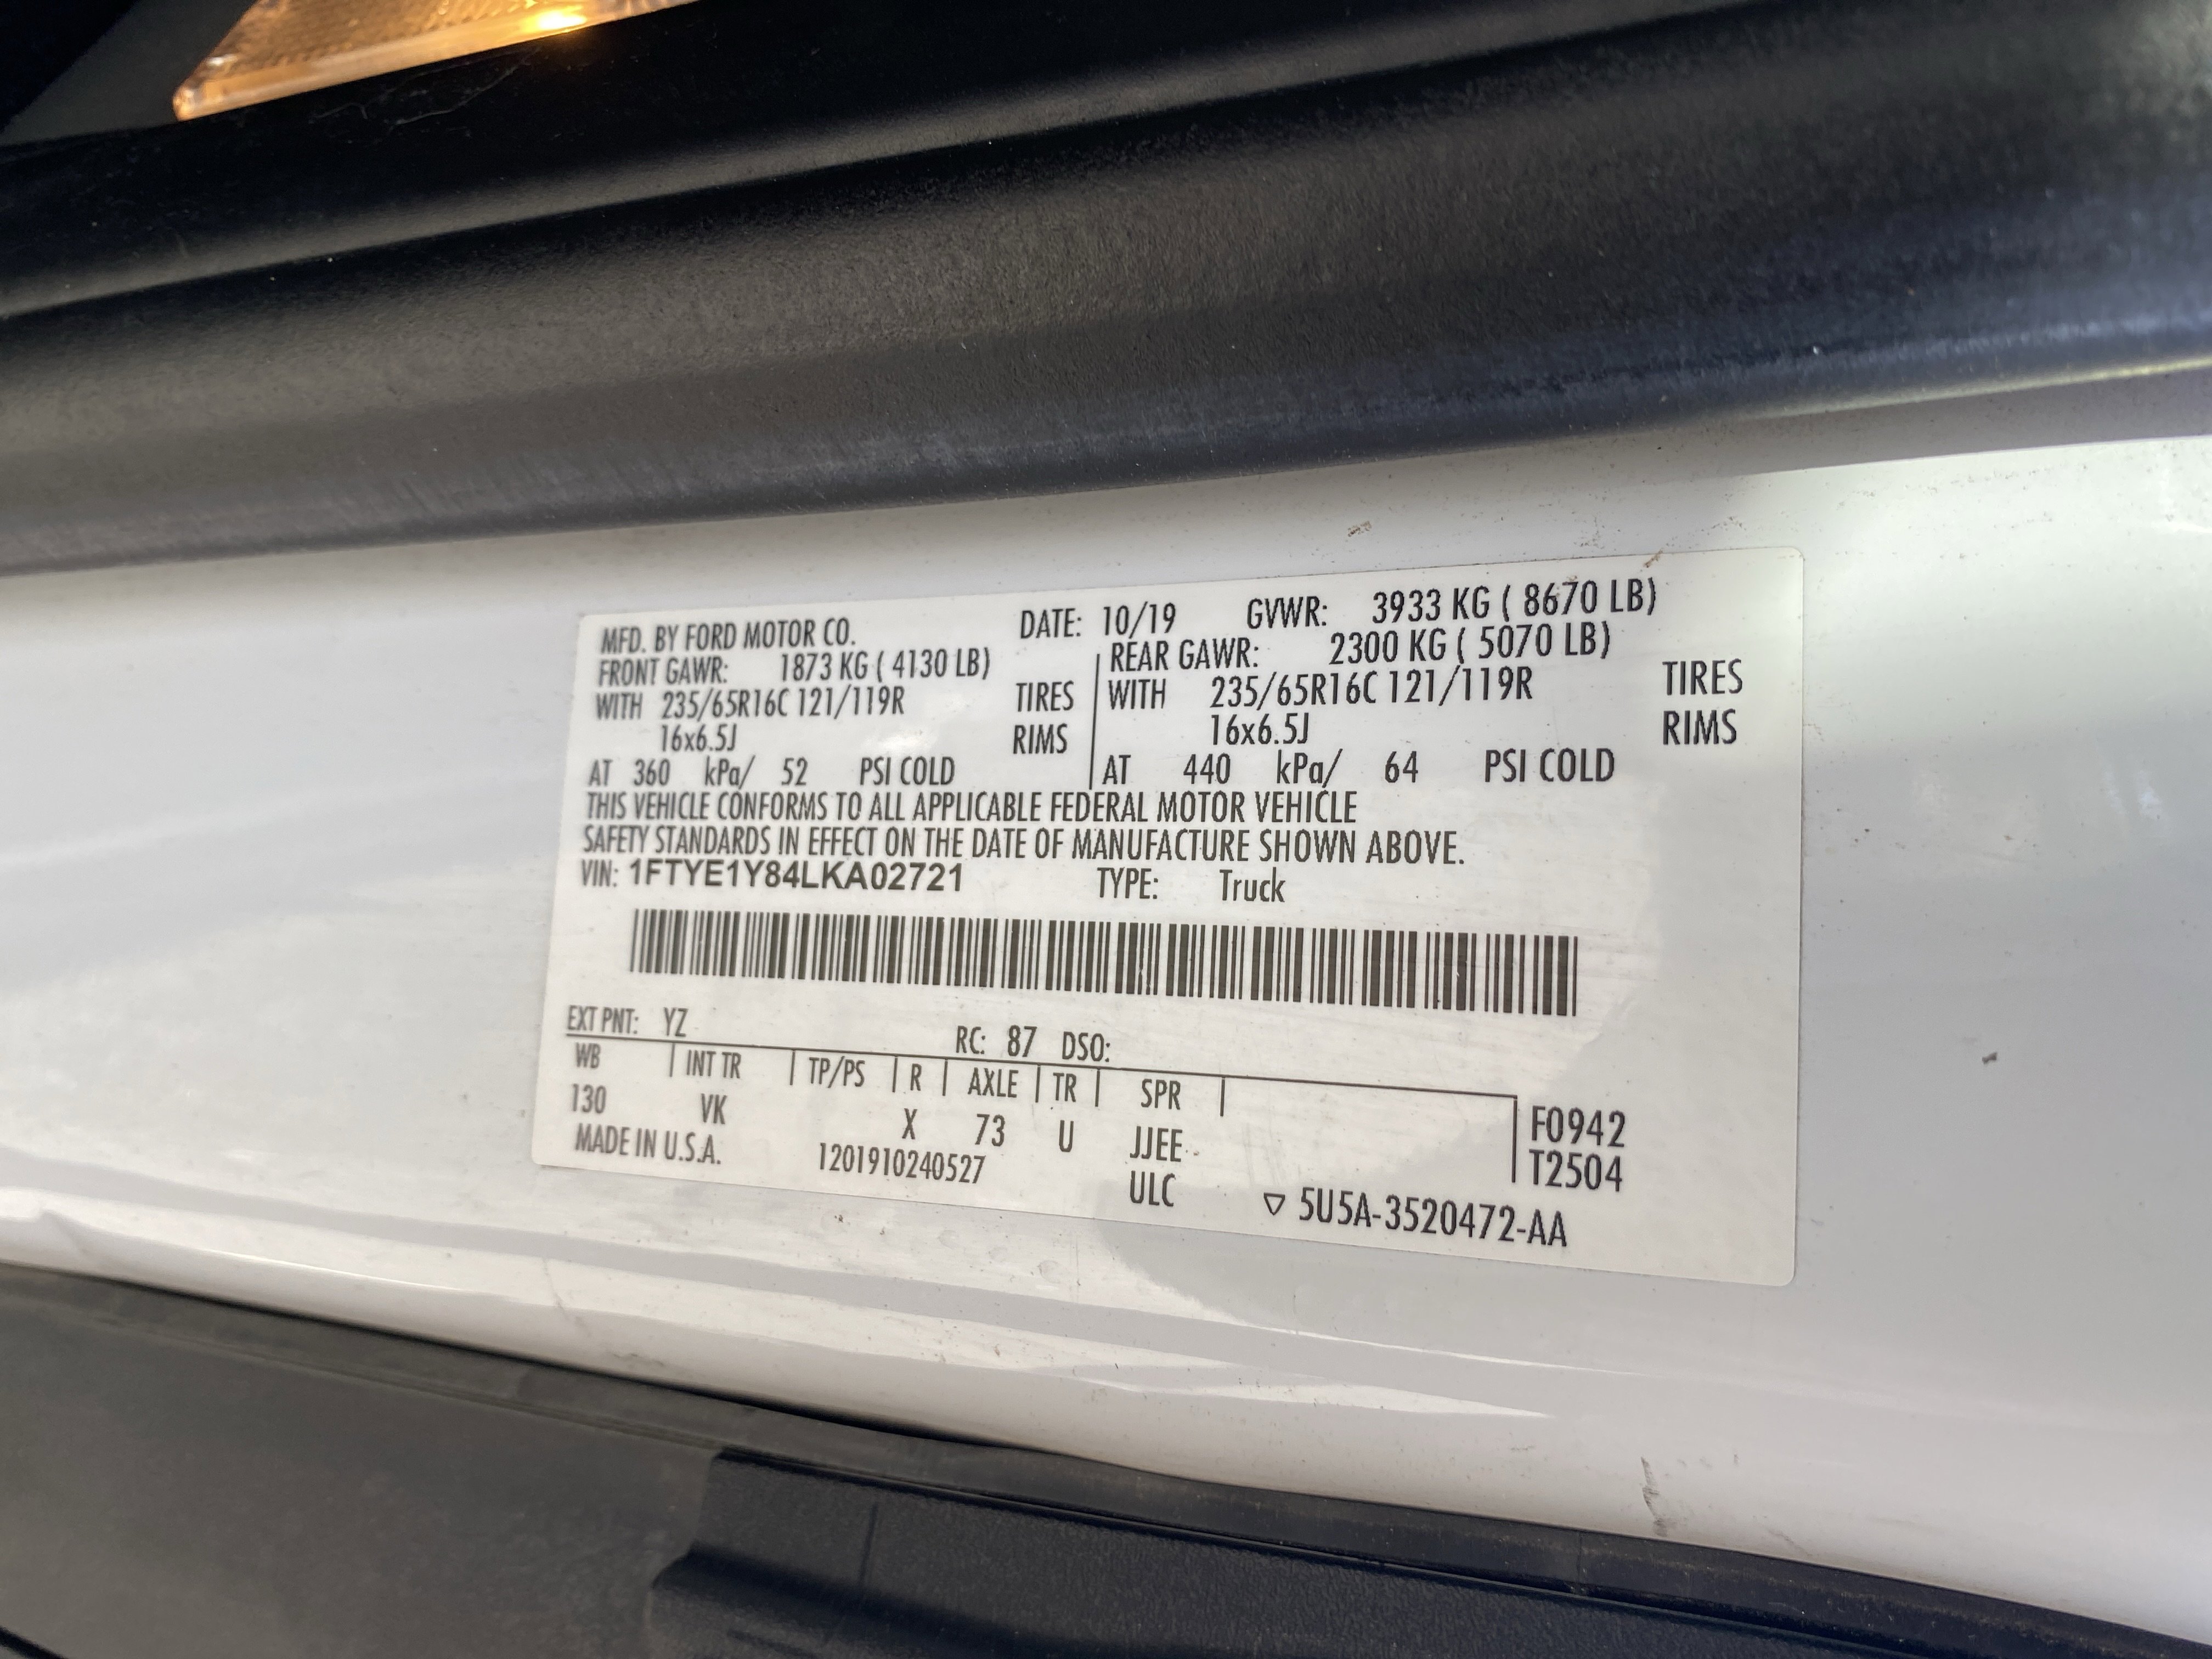 MFD. BY FORD MOTOR CO. DATE: 10/19 GVWR: 3933 KG ( 8670 LB)
FRONT GAWR: 1873 KG ( 4130 LB) REAR GAWR: 2300 KG ( 5070 LB)
WITH 235/65R16C 121/119R TIRES WITH 235/65R16C 121/119R TIRES
16x6.5J RIMS 16x6.5J RIMS
AT 360 kPa/ 52 PSI COLD AT 440 kPa/ 64 PSI COLD
THIS VEHICLE CONFORMS TO ALL APPLICABLE FEDERAL MOTOR VEHICLE
SAFETY STANDARDS IN EFFECT ON THE DATE OF MANUFACTURE SHOWN ABOVE.
VIN: 1FTYE1Y84LKA02721 TYPE: Truck
EXT PNT: YZ RC: 87 DSO:
WB INT TR TP/PS R AXLE TR SPR F0942
130 VK X 73 U JJEE T2504
MADE IN U.S.A. 1201910240527 ULC ▽ 5U5A-3520472-AA